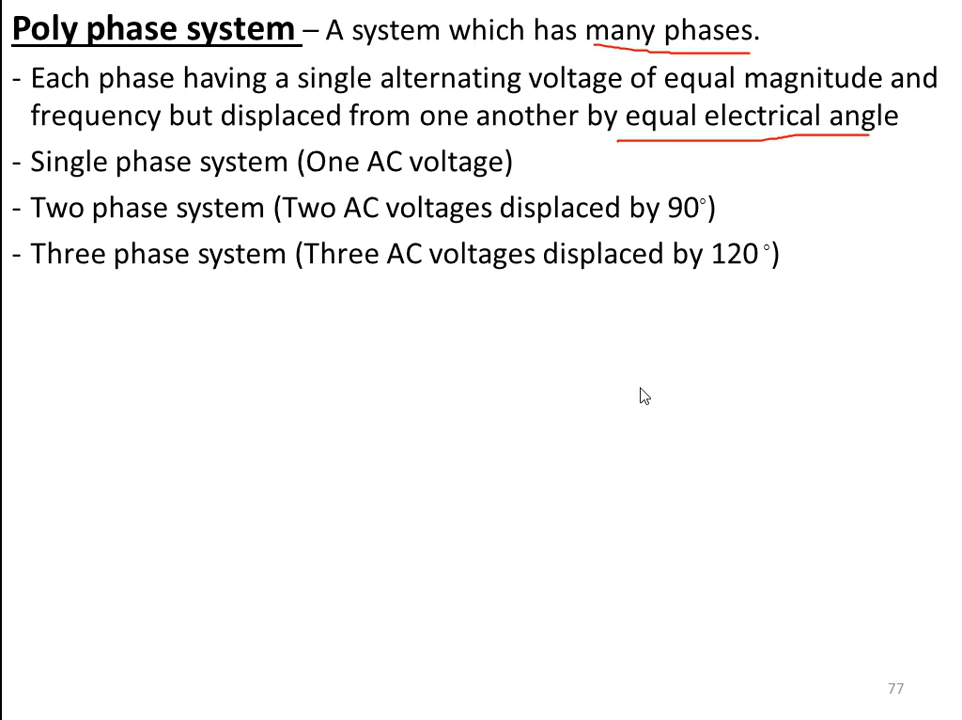 Poly phase system – A system which has many phases.
- Each phase having a single alternating voltage of equal magnitude and
frequency but displaced from one another by equal electrical angle
- Single phase system (One AC voltage)
- Two phase system (Two AC voltages displaced by 90°)
- Three phase system (Three AC voltages displaced by 120°)
77